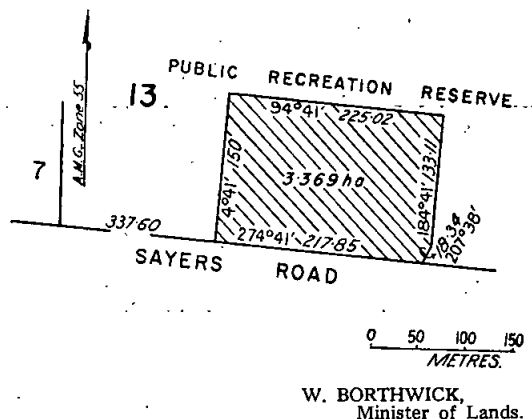 A.M.G. Zone 55
PUBLIC RECREATION RESERVE
13
7
94°41' 225·02
4°41' 150'
3·369 ha
184°41' 133·11
18·34
207°38'
337·60
274°41' 217·85
SAYERS ROAD
0 50 100 150
METRES.
W. BORTHWICK,
Minister of Lands.